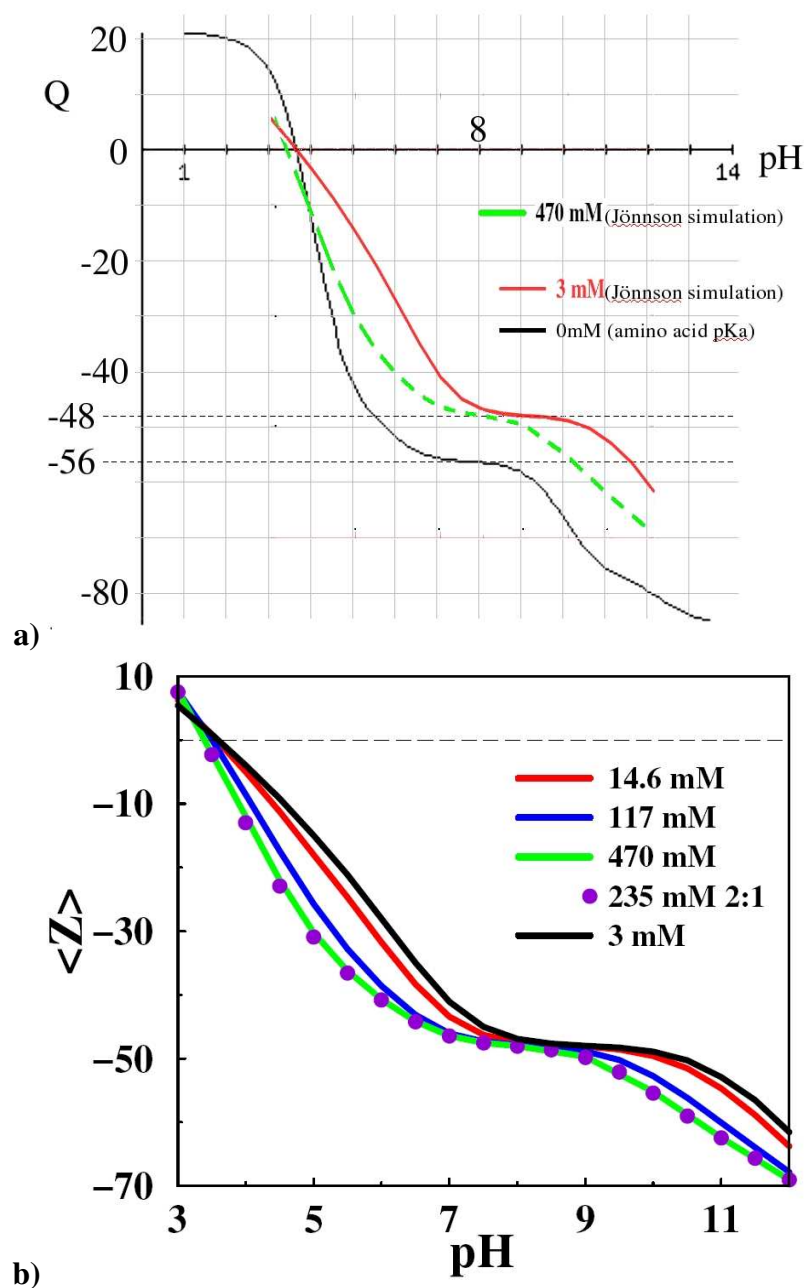 20
Q
8
0
1
14
pH
470 mM(Jönnson simulation)
-20
3 mM(Jönnson simulation)
0mM (amino acid pKa)
-40
-48
-56
-80
a)
10
14.6 mM
−10
117 mM
470 mM
<Z>
235 mM 2:1
−30
3 mM
−50
−70
3
5
7
9
11
pH
b)